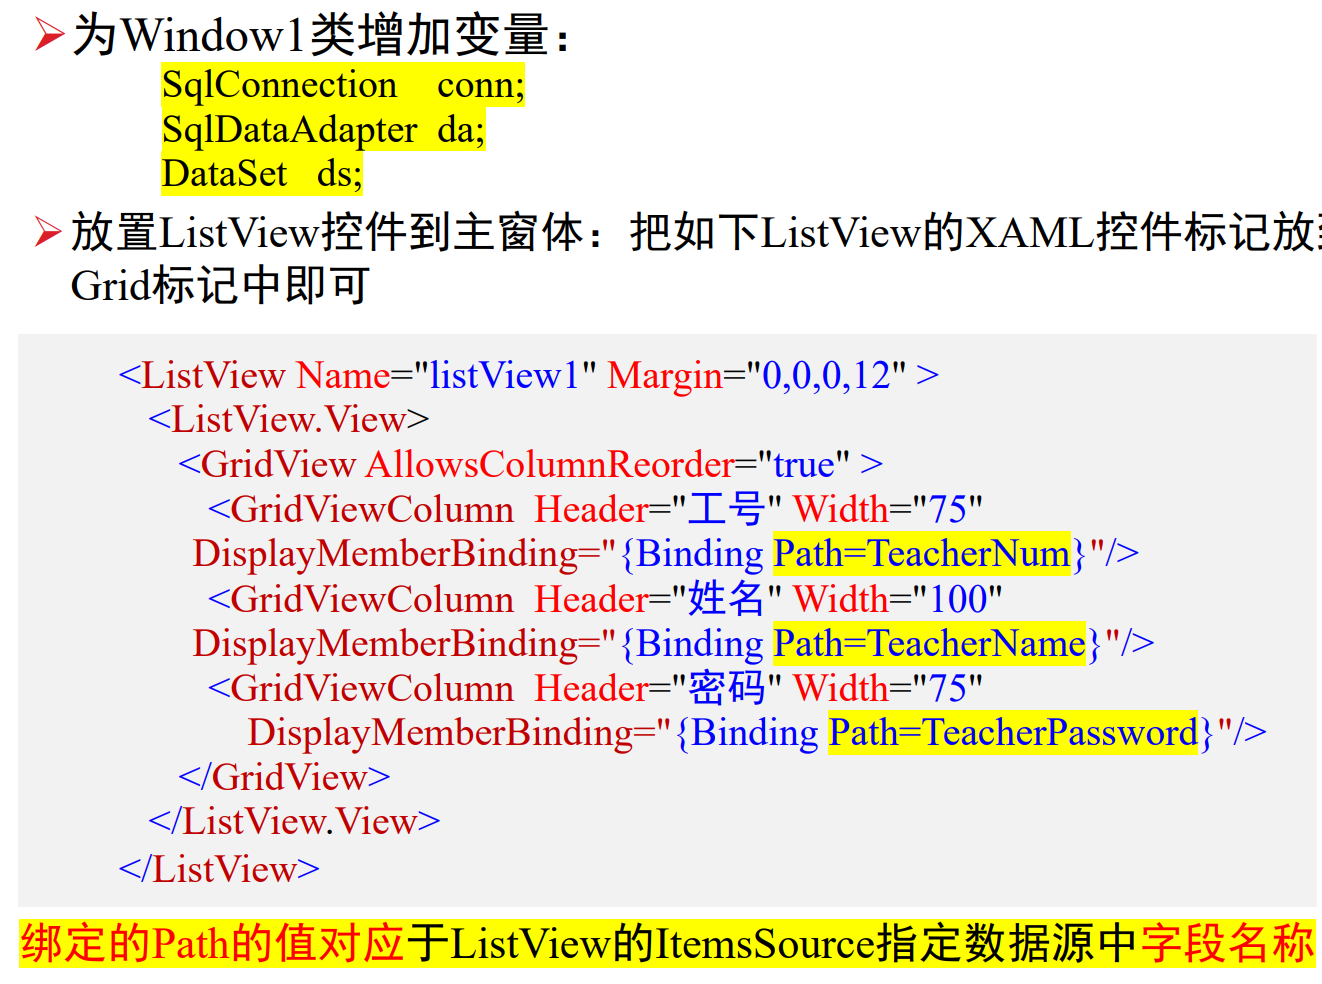 为Window1类增加变量：
SqlConnection conn;
SqlDataAdapter da;
DataSet ds;
放置ListView控件到主窗体：把如下ListView的XAML控件标记放到
Grid标记中即可
<ListView Name="listView1" Margin="0,0,0,12" >
<ListView.View>
<GridView AllowsColumnReorder="true" >
<GridViewColumn Header="工号" Width="75"
DisplayMemberBinding="{Binding Path=TeacherNum}"/>
<GridViewColumn Header="姓名" Width="100"
DisplayMemberBinding="{Binding Path=TeacherName}"/>
<GridViewColumn Header="密码" Width="75"
DisplayMemberBinding="{Binding Path=TeacherPassword}"/>
</GridView>
</ListView.View>
</ListView>
绑定的Path的值对应于ListView的ItemsSource指定数据源中字段名称